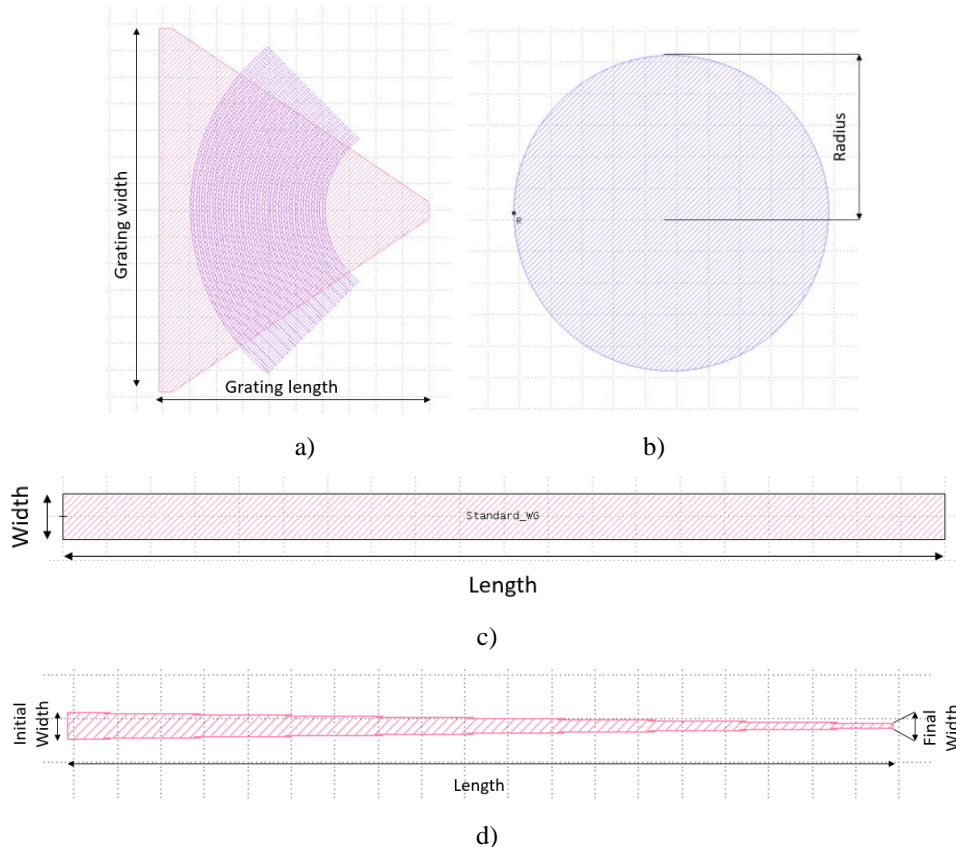 Grating width
Grating length
a)
Radius
R
b)
Width
Standard_WG
Length
c)
Initial
Width
Final
Width
Length
d)